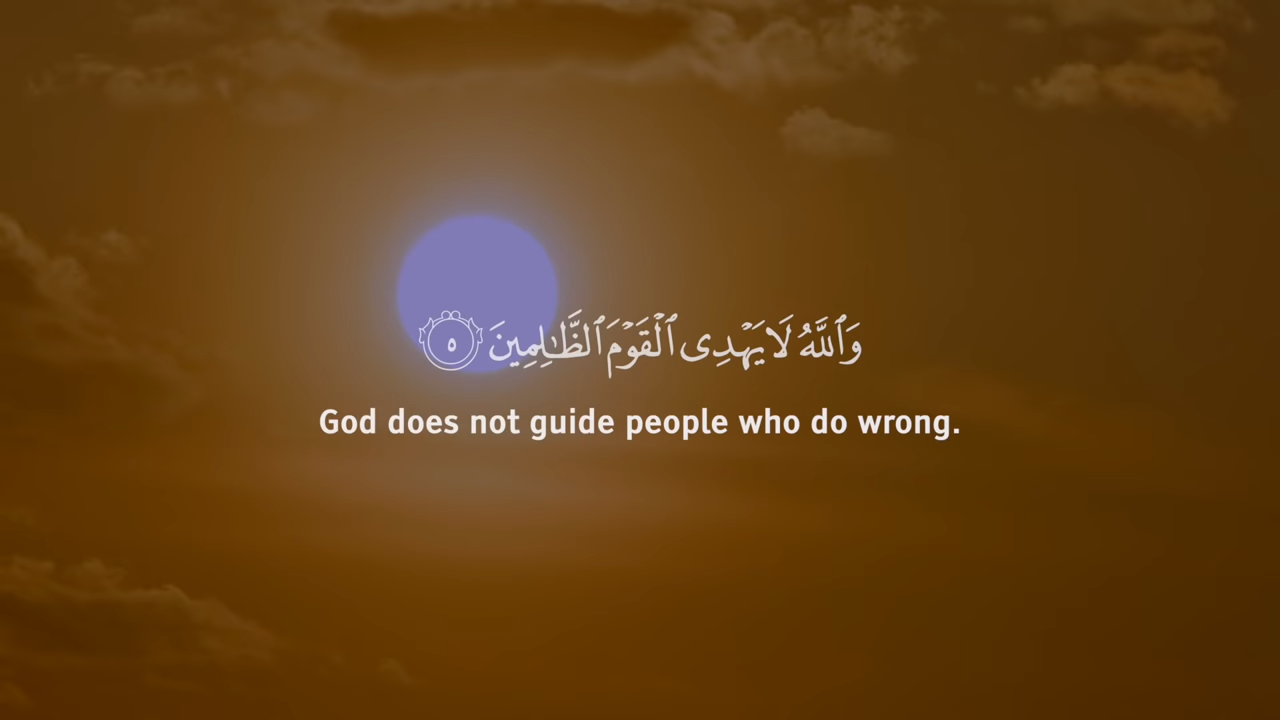 وَٱللَّهُ لَا يَهْدِى ٱلْقَوْمَ ٱلظَّـٰلِمِينَ ٥
God does not guide people who do wrong.